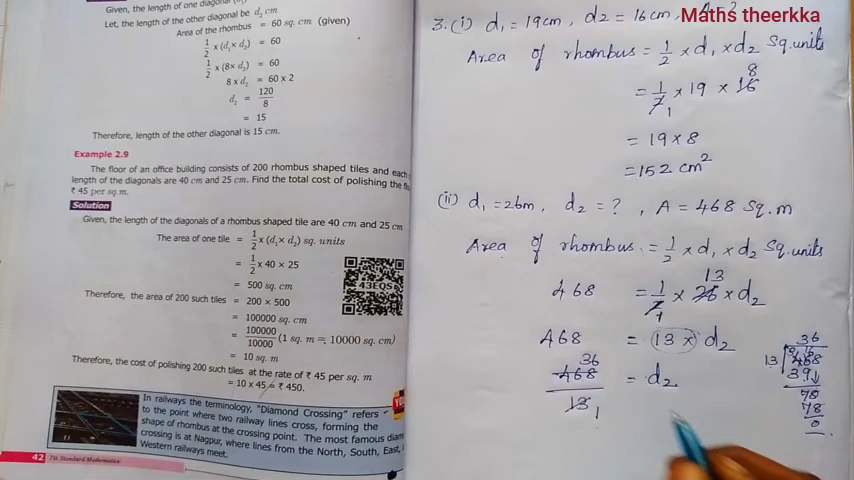 Given, the length of one diagonal (d₁)
Let, the length of the other diagonal be d₂ cm
Area of the rhombus = 60 sq. cm (given)
1/2 × (d₁ × d₂) = 60
1/2 × (8 × d₂) = 60
8 × d₂ = 60 × 2
d₂ = 120/8
= 15
Therefore, length of the other diagonal is 15 cm.
Example 2.9
The floor of an office building consists of 200 rhombus shaped tiles and each
length of the diagonals are 40 cm and 25 cm. Find the total cost of polishing the
₹ 45 per sq.m.
Solution
Given, the length of the diagonals of a rhombus shaped tile are 40 cm and 25 cm
The area of one tile = 1/2 × (d₁ × d₂) sq. units
= 1/2 × 40 × 25
= 500 sq. cm
Therefore, the area of 200 such tiles = 200 × 500
= 100000 sq. cm
= 100000/10000 (1 sq. m = 10000 sq. cm)
= 10 sq. m
Therefore, the cost of polishing 200 such tiles at the rate of ₹ 45 per sq. m
= 10 × 45 = ₹ 450.
43EQS
In railways the terminology, "Diamond Crossing" refers
to the point where two railway lines cross, forming the
shape of rhombus at the crossing point. The most famous
crossing is at Nagpur, where lines from the North, South, East,
Western railways meet.
42 7th Standard Mathematics
Maths theerkka
3. (i) d₁ = 19 cm, d₂ = 16 cm, A = ?
Area of rhombus = 1/2 × d₁ × d₂ Sq. units
8
= 1/2 × 19 × 16
1
= 19 × 8
= 152 cm²
(ii) d₁ = 26m, d₂ = ?, A = 468 Sq. m
Area of rhombus = 1/2 × d₁ × d₂ Sq. units
13
468 = 1/2 × 26 × d₂
1
468 = 13 × d₂
36
468/13 = d₂
1
36
13 468
39
78
78
0